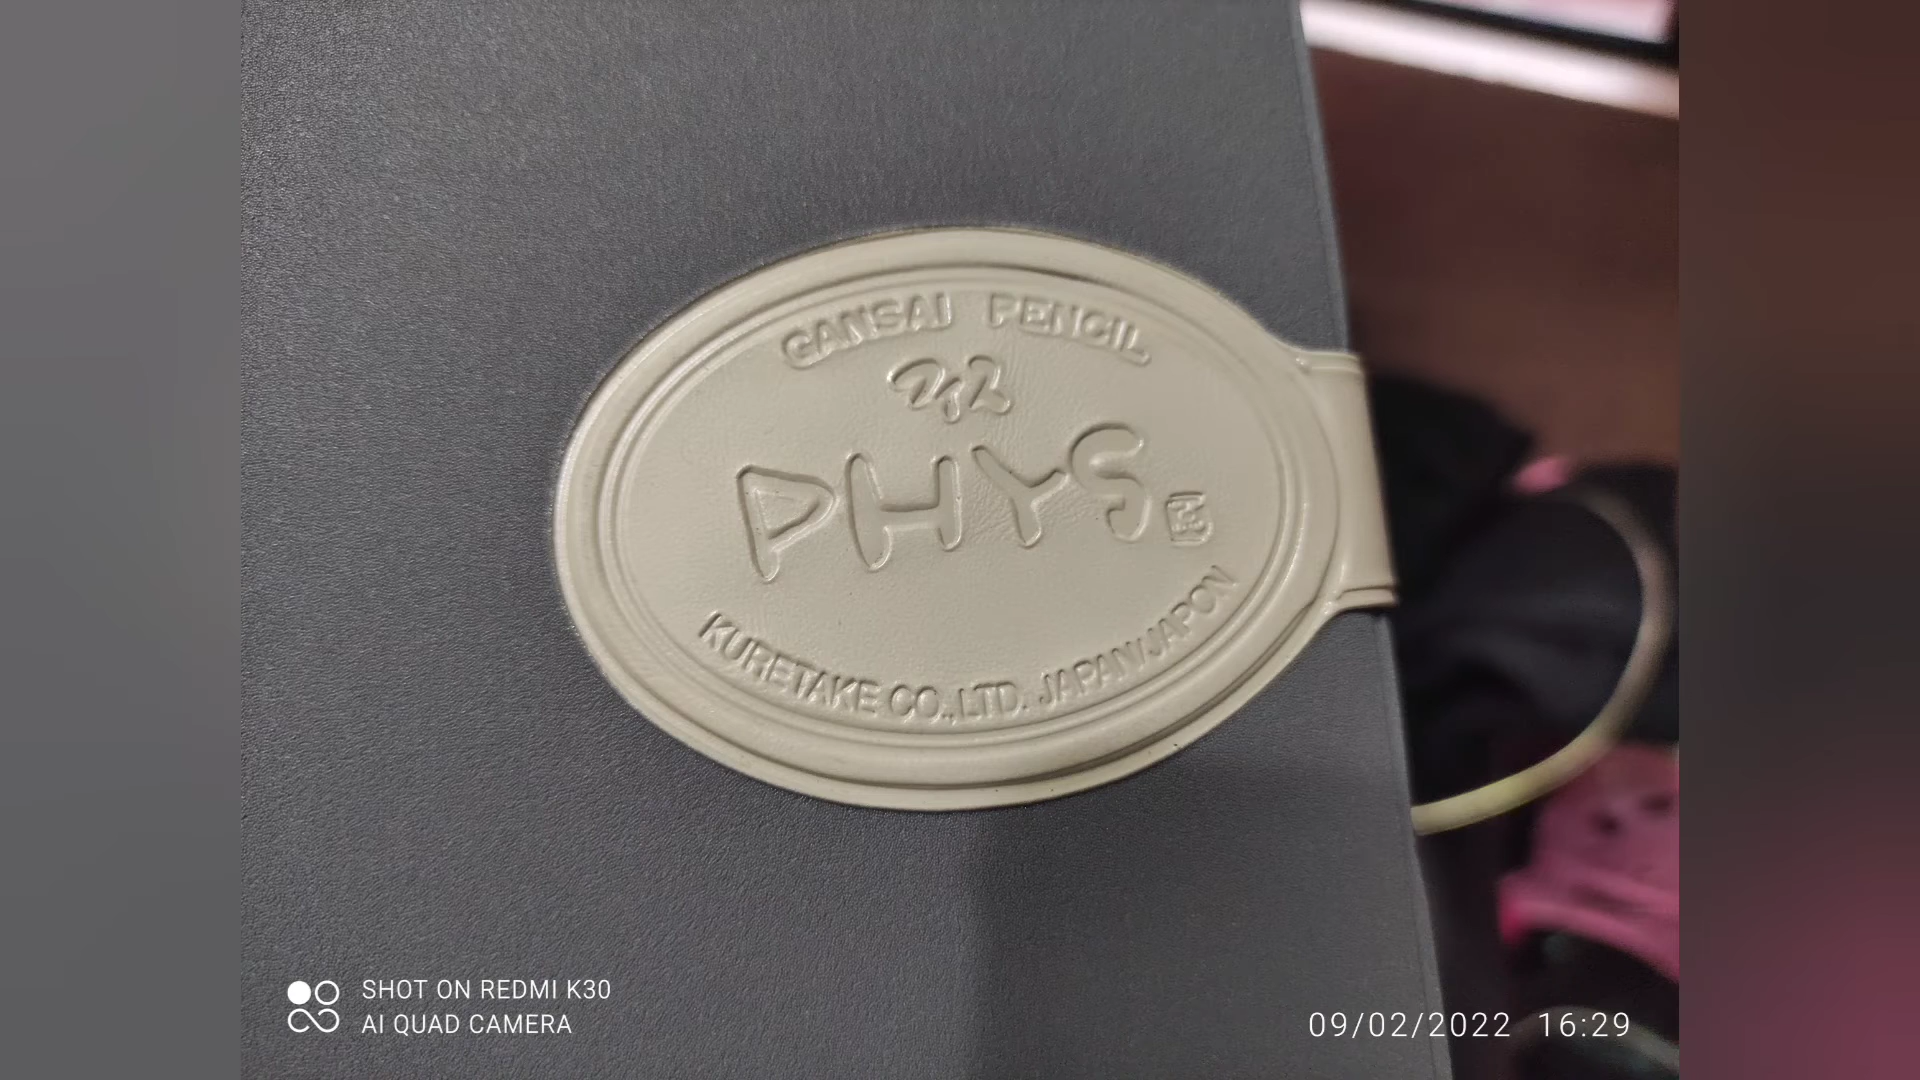 GANSAI PENCIL
PHYS
KURETAKE CO., LTD. JAPAN/JAPON
SHOT ON REDMI K30
AI QUAD CAMERA
09/02/2022 16:29